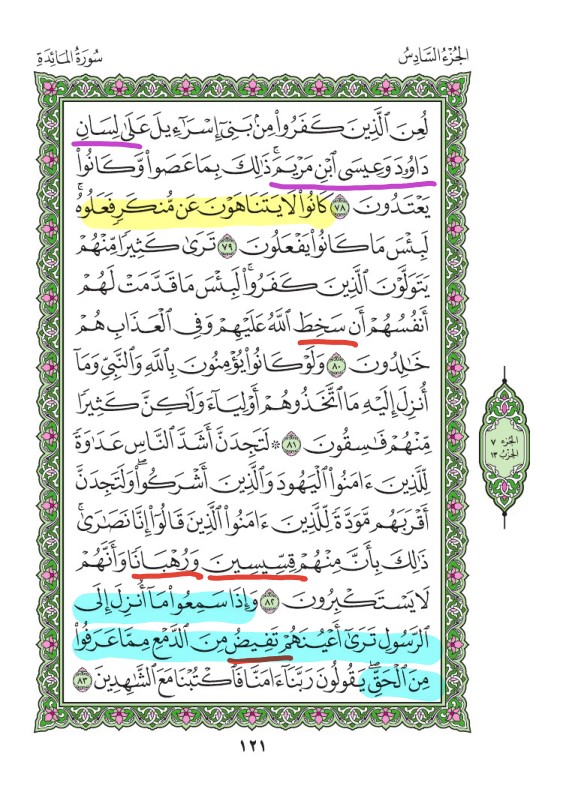 الجُزْءُ السَّادِسُ
سُورَةُ المَائِدَةِ
لُعِنَ ٱلَّذِينَ كَفَرُواْ مِنۢ بَنِيٓ إِسۡرَٰٓءِيلَ عَلَىٰ لِسَانِ
دَاوُۥدَ وَعِيسَى ٱبۡنِ مَرۡيَمَۚ ذَٰلِكَ بِمَا عَصَواْ وَّكَانُواْ
يَعۡتَدُونَ ٧٨ كَانُواْ لَا يَتَنَاهَوۡنَ عَن مُّنكَرٖ فَعَلُوهُۚ
لَبِئۡسَ مَا كَانُواْ يَفۡعَلُونَ ٧٩ تَرَىٰ كَثِيرٗا مِّنۡهُمۡ
يَتَوَلَّوۡنَ ٱلَّذِينَ كَفَرُواْۚ لَبِئۡسَ مَا قَدَّمَتۡ لَهُمۡ
أَنفُسُهُمۡ أَن سَخِطَ ٱللَّهُ عَلَيۡهِمۡ وَفِي ٱلۡعَذَابِ هُمۡ
خَٰلِدُونَ ٨٠ وَلَوۡ كَانُواْ يُؤۡمِنُونَ بِٱللَّهِ وَٱلنَّبِيِّ وَمَآ
أُنزِلَ إِلَيۡهِ مَا ٱتَّخَذُوهُمۡ أَوۡلِيَآءَ وَلَٰكِنَّ كَثِيرٗا
مِّنۡهُمۡ فَٰسِقُونَ ٨١ ۞ لَتَجِدَنَّ أَشَدَّ ٱلنَّاسِ عَدَٰوَةٗ
لِّلَّذِينَ ءَامَنُواْ ٱلۡيَهُودَ وَٱلَّذِينَ أَشۡرَكُواْۖ وَلَتَجِدَنَّ
أَقۡرَبَهُم مَّوَدَّةٗ لِّلَّذِينَ ءَامَنُواْ ٱلَّذِينَ قَالُوٓاْ إِنَّا نَصَٰرَىٰۚ
ذَٰلِكَ بِأَنَّ مِنۡهُمۡ قِسِّيسِينَ وَرُهۡبَانٗا وَأَنَّهُمۡ
لَا يَسۡتَكۡبِرُونَ ٨٢ وَإِذَا سَمِعُواْ مَآ أُنزِلَ إِلَى
ٱلرَّسُولِ تَرَىٰٓ أَعۡيُنَهُمۡ تَفِيضُ مِنَ ٱلدَّمۡعِ مِمَّا عَرَفُواْ
مِنَ ٱلۡحَقِّۖ يَقُولُونَ رَبَّنَآ ءَامَنَّا فَٱكۡتُبۡنَا مَعَ ٱلشَّٰهِدِينَ ٨٣
الجزء ٧
الحزب ١٣
١٢١